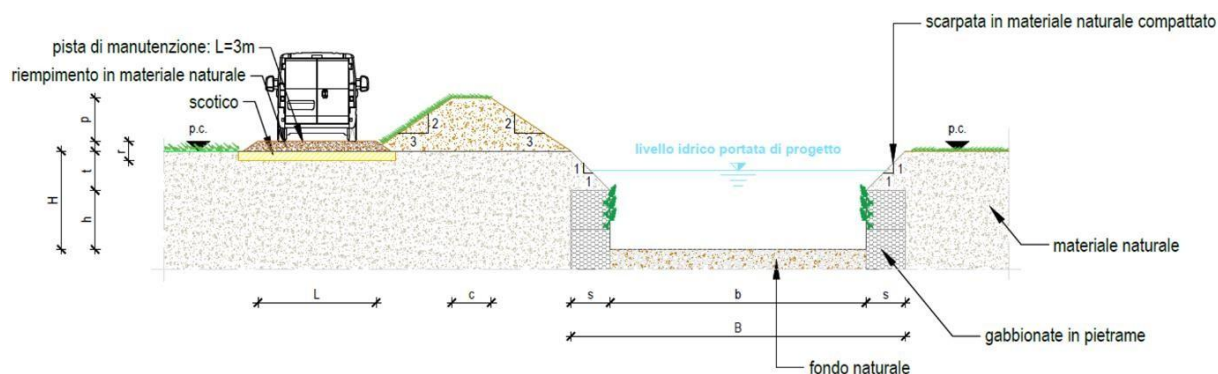 scarpata in materiale naturale compattato
pista di manutenzione: L=3m
riempimento in materiale naturale
scotico
p
r
t
H
h
p.c.
2
3
2
3
1
1
livello idrico portata di progetto
1
1
p.c.
materiale naturale
L
c
s
b
s
B
gabbionate in pietrame
fondo naturale